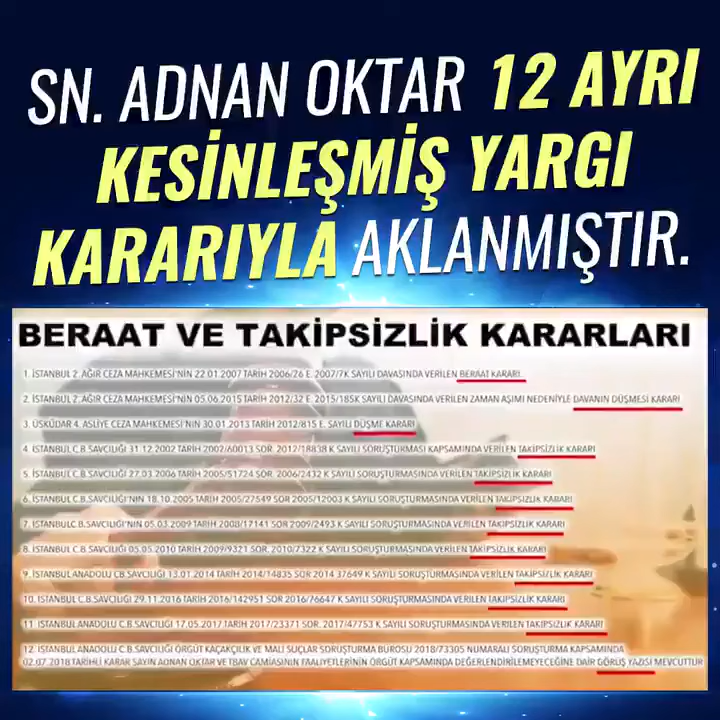 SN. ADNAN OKTAR 12 AYRI
KESİNLEŞMİŞ YARGI
KARARIYLA AKLANMIŞTIR.
BERAAT VE TAKİPSİZLİK KARARLARI
1. İSTANBUL 2. AĞIR CEZA MAHKEMESİ'NİN 22.01.2007 TARİH 2006/26 E. 2007/7K SAYILI DAVASINDA VERİLEN BERAAT KARARI.
2. İSTANBUL 2. AĞIR CEZA MAHKEMESİ'NİN 05.06.2015 TARİH 2012/32 E. 2015/185K SAYILI DAVASINDA VERİLEN ZAMAN AŞIMI NEDENİYLE DAVANIN DÜŞMESİ KARARI
3. ÜSKÜDAR 4. ASLİYE CEZA MAHKEMESİ'NİN 30.01.2013 TARİH 2012/815 E. SAYILI DÜŞME KARARI
4. İSTANBUL C.B.SAVCILIĞI 31.12.2002 TARİH 2002/60013 SOR. 2012/18838 K SAYILI SORUŞTURMASI KAPSAMINDA VERİLEN TAKİPSİZLİK KARARI
5. İSTANBUL C.B.SAVCILIĞI 27.03.2006 TARİH 2005/51724 SOR. 2006/2432 K SAYILI SORUŞTURMASINDA VERİLEN TAKİPSİZLİK KARARI
6. İSTANBUL C.B.SAVCILIĞI'NIN 18.10.2005 TARİH 2005/27549 SOR 2005/12003 K SAYILI SORUŞTURMASINDA VERİLEN TAKİPSİZLİK KARARI
7. İSTANBUL C.B.SAVCILIĞI'NIN 05.03.2009 TARİH 2008/17141 SOR 2009/2493 K SAYILI SORUŞTURMASINDA VERİLEN TAKİPSİZLİK KARARI
8. İSTANBUL C.B.SAVCILIĞI 05.05.2010 TARİH 2009/9321 SOR. 2010/7322 K SAYILI SORUŞTURMASINDA VERİLEN TAKİPSİZLİK KARARI
9. İSTANBUL ANADOLU CB.SAVCILIĞI 13.01.2014 TARİH 2014/14835 SOR 2014 37649 K SAYILI SORUŞTURMASINDA VERİLEN TAKİPSİZLİK KARARI
10. İSTANBUL C.B.SAVCILIĞI 29.11.2016 TARİH 2016/142951 SOR 2016/76647 K SAYILI SORUŞTURMASINDA VERİLEN TAKİPSİZLİK KARARI
11. İSTANBUL ANADOLU C.B.SAVCILIĞI 17.05.2017 TARİH 2017/23371 SOR. 2017/47753 K SAYILI SORUŞTURMASINDA VERİLEN TAKİPSİZLİK KARARI
12. İSTANBUL ANADOLU C.B.SAVCILIĞI ÖRGÜT KAÇAKÇILIK VE MALİ SUÇLAR SORUŞTURMA BÜROSU 2018/73305 NUMARALI SORUŞTURMA KAPSAMINDA
02.07.2018 TARİHLİ KARAR SAYIN ADNAN OKTAR VE TBAV CAMİASININ FAALİYETLERİNİN ÖRGÜT KAPSAMINDA DEĞERLENDİRİLEMEYECEĞİNE DAİR GÖRÜŞ YAZISI MEVCUTTUR